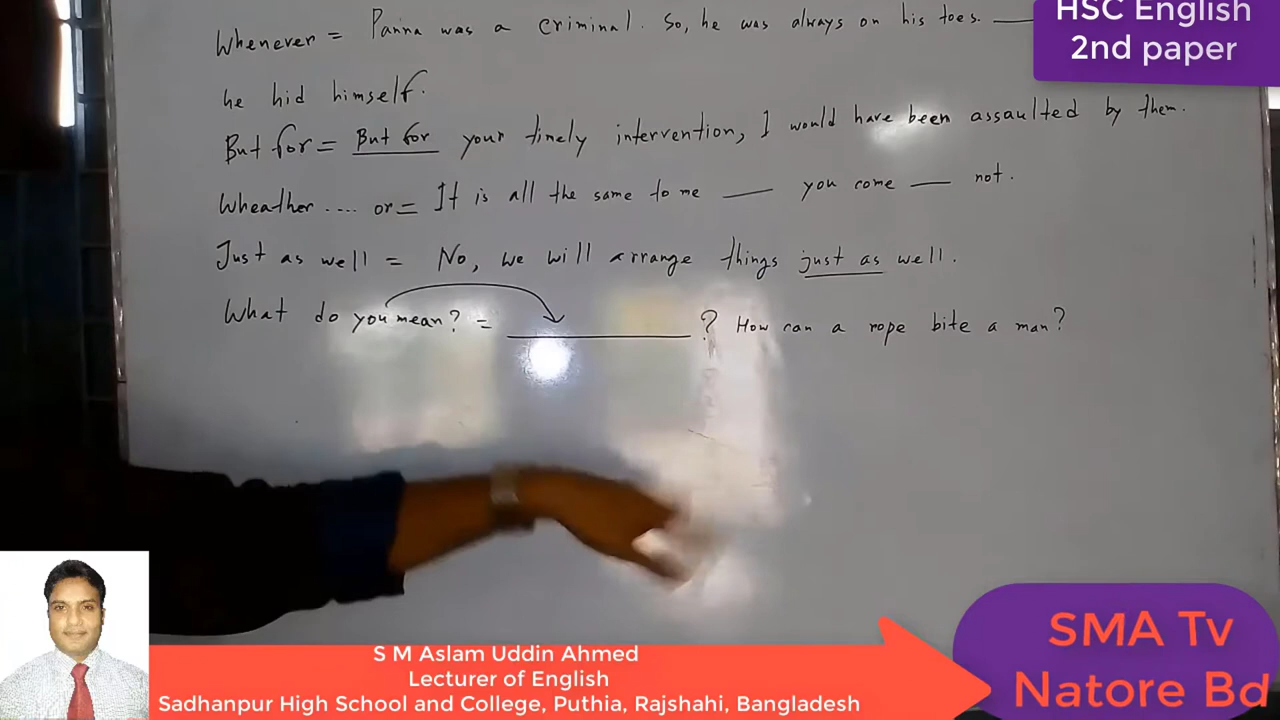 HSC English
2nd paper
Whenever = Panna was a criminal. So, he was always on his toes. ____
he hid himself.
But for = But for your timely intervention, I would have been assaulted by them.
Wheather .... or = It is all the same to me ____ you come ____ not.
Just as well = No, we will arrange things just as well.
What do you mean? = ____ ? How can a rope bite a man?
SMA Tv
Natore Bd
S M Aslam Uddin Ahmed
Lecturer of English
Sadhanpur High School and College, Puthia, Rajshahi, Bangladesh